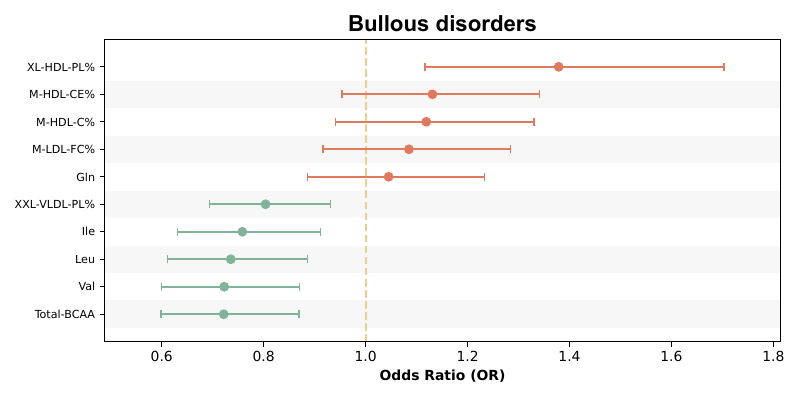 Bullous disorders
XL-HDL-PL%
M-HDL-CE%
M-HDL-C%
M-LDL-FC%
Gln
XXL-VLDL-PL%
Ile
Leu
Val
Total-BCAA
0.6 0.8 1.0 1.2 1.4 1.6 1.8
Odds Ratio (OR)